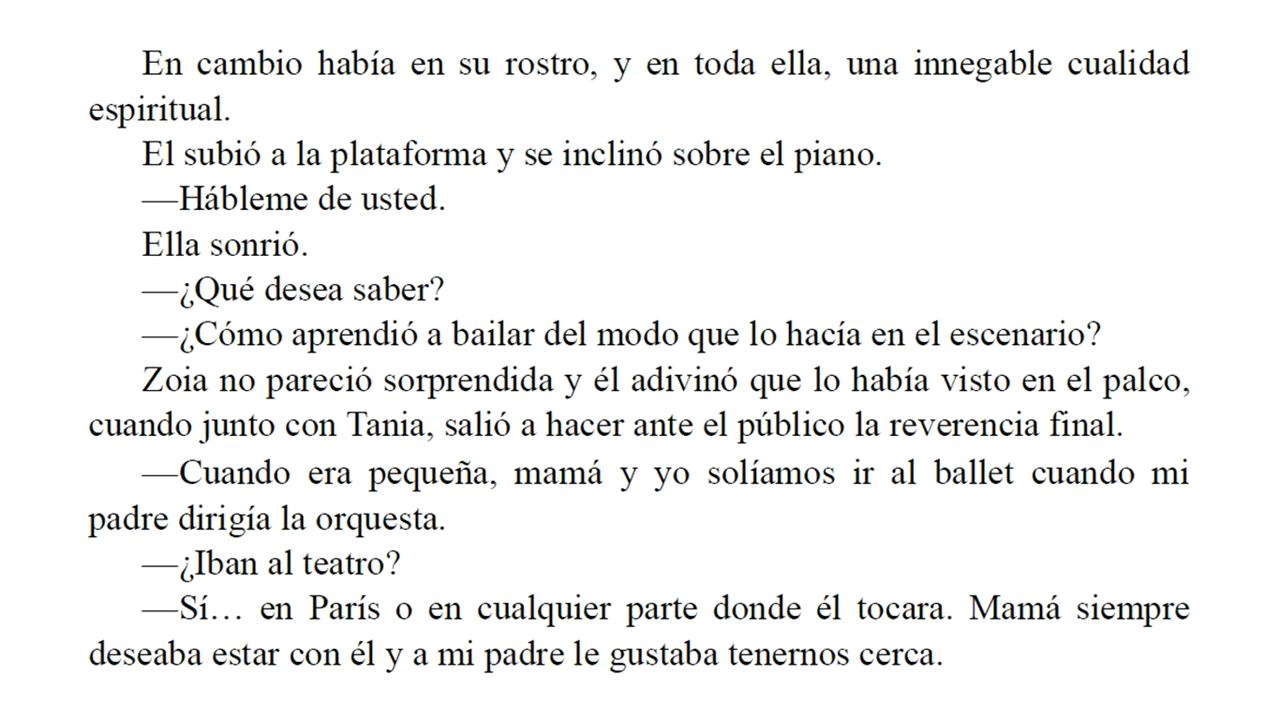 En cambio había en su rostro, y en toda ella, una innegable cualidad
espiritual.
El subió a la plataforma y se inclinó sobre el piano.
—Hábleme de usted.
Ella sonrió.
—¿Qué desea saber?
—¿Cómo aprendió a bailar del modo que lo hacía en el escenario?
Zoia no pareció sorprendida y él adivinó que lo había visto en el palco,
cuando junto con Tania, salió a hacer ante el público la reverencia final.
—Cuando era pequeña, mamá y yo solíamos ir al ballet cuando mi
padre dirigía la orquesta.
—¿Iban al teatro?
—Sí… en París o en cualquier parte donde él tocara. Mamá siempre
deseaba estar con él y a mi padre le gustaba tenernos cerca.